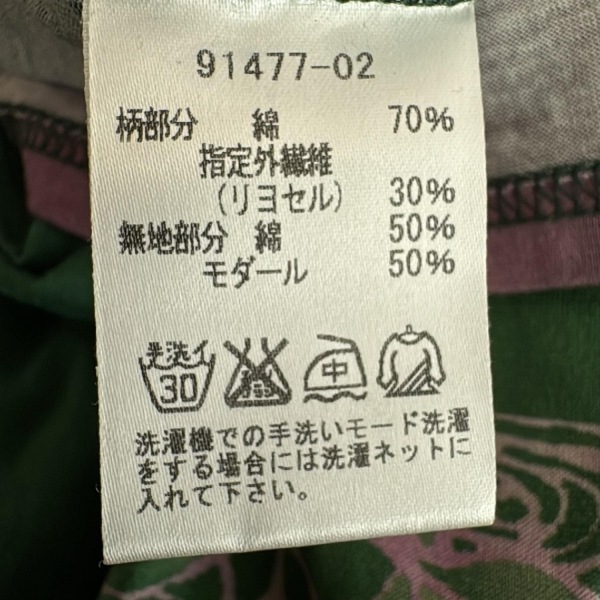 91477-02
柄部分 綿 70%
指定外繊維
(リヨセル) 30%
無地部分 綿 50%
モダール 50%
手洗イ
30
中
洗濯機での手洗いモード洗濯
をする場合には洗濯ネットに
入れて下さい。